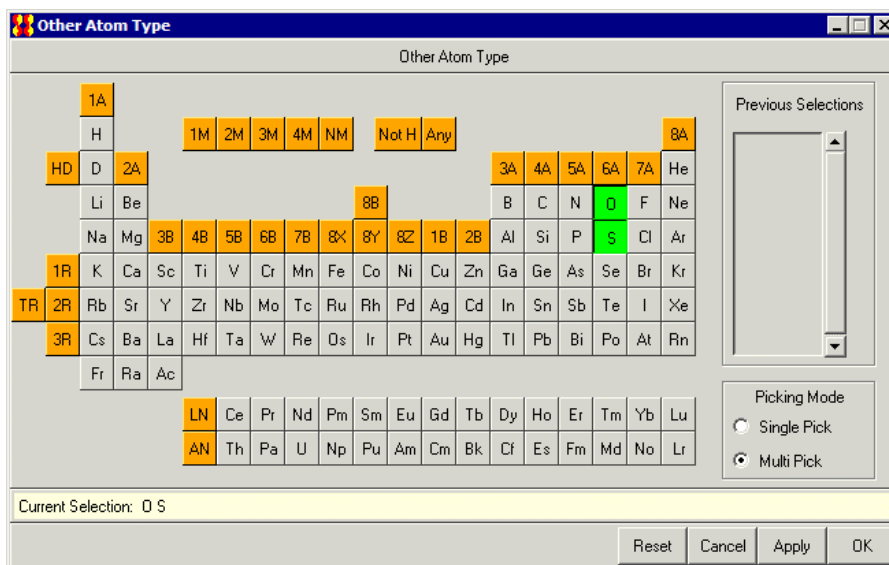 Other Atom Type
Other Atom Type
1A
Previous Selections
H 1M 2M 3M 4M NM Not H Any 8A
HD D 2A 3A 4A 5A 6A 7A He
Li Be 8B B C N O F Ne
Na Mg 3B 4B 5B 6B 7B 8X 8Y 8Z 1B 2B Al Si P S Cl Ar
1R K Ca Sc Ti V Cr Mn Fe Co Ni Cu Zn Ga Ge As Se Br Kr
TR 2R Rb Sr Y Zr Nb Mo Tc Ru Rh Pd Ag Cd In Sn Sb Te I Xe
3R Cs Ba La Hf Ta W Re Os Ir Pt Au Hg Tl Pb Bi Po At Rn
Fr Ra Ac
LN Ce Pr Nd Pm Sm Eu Gd Tb Dy Ho Er Tm Yb Lu
AN Th Pa U Np Pu Am Cm Bk Cf Es Fm Md No Lr
Picking Mode
Single Pick
Multi Pick
Current Selection: O S
Reset Cancel Apply OK